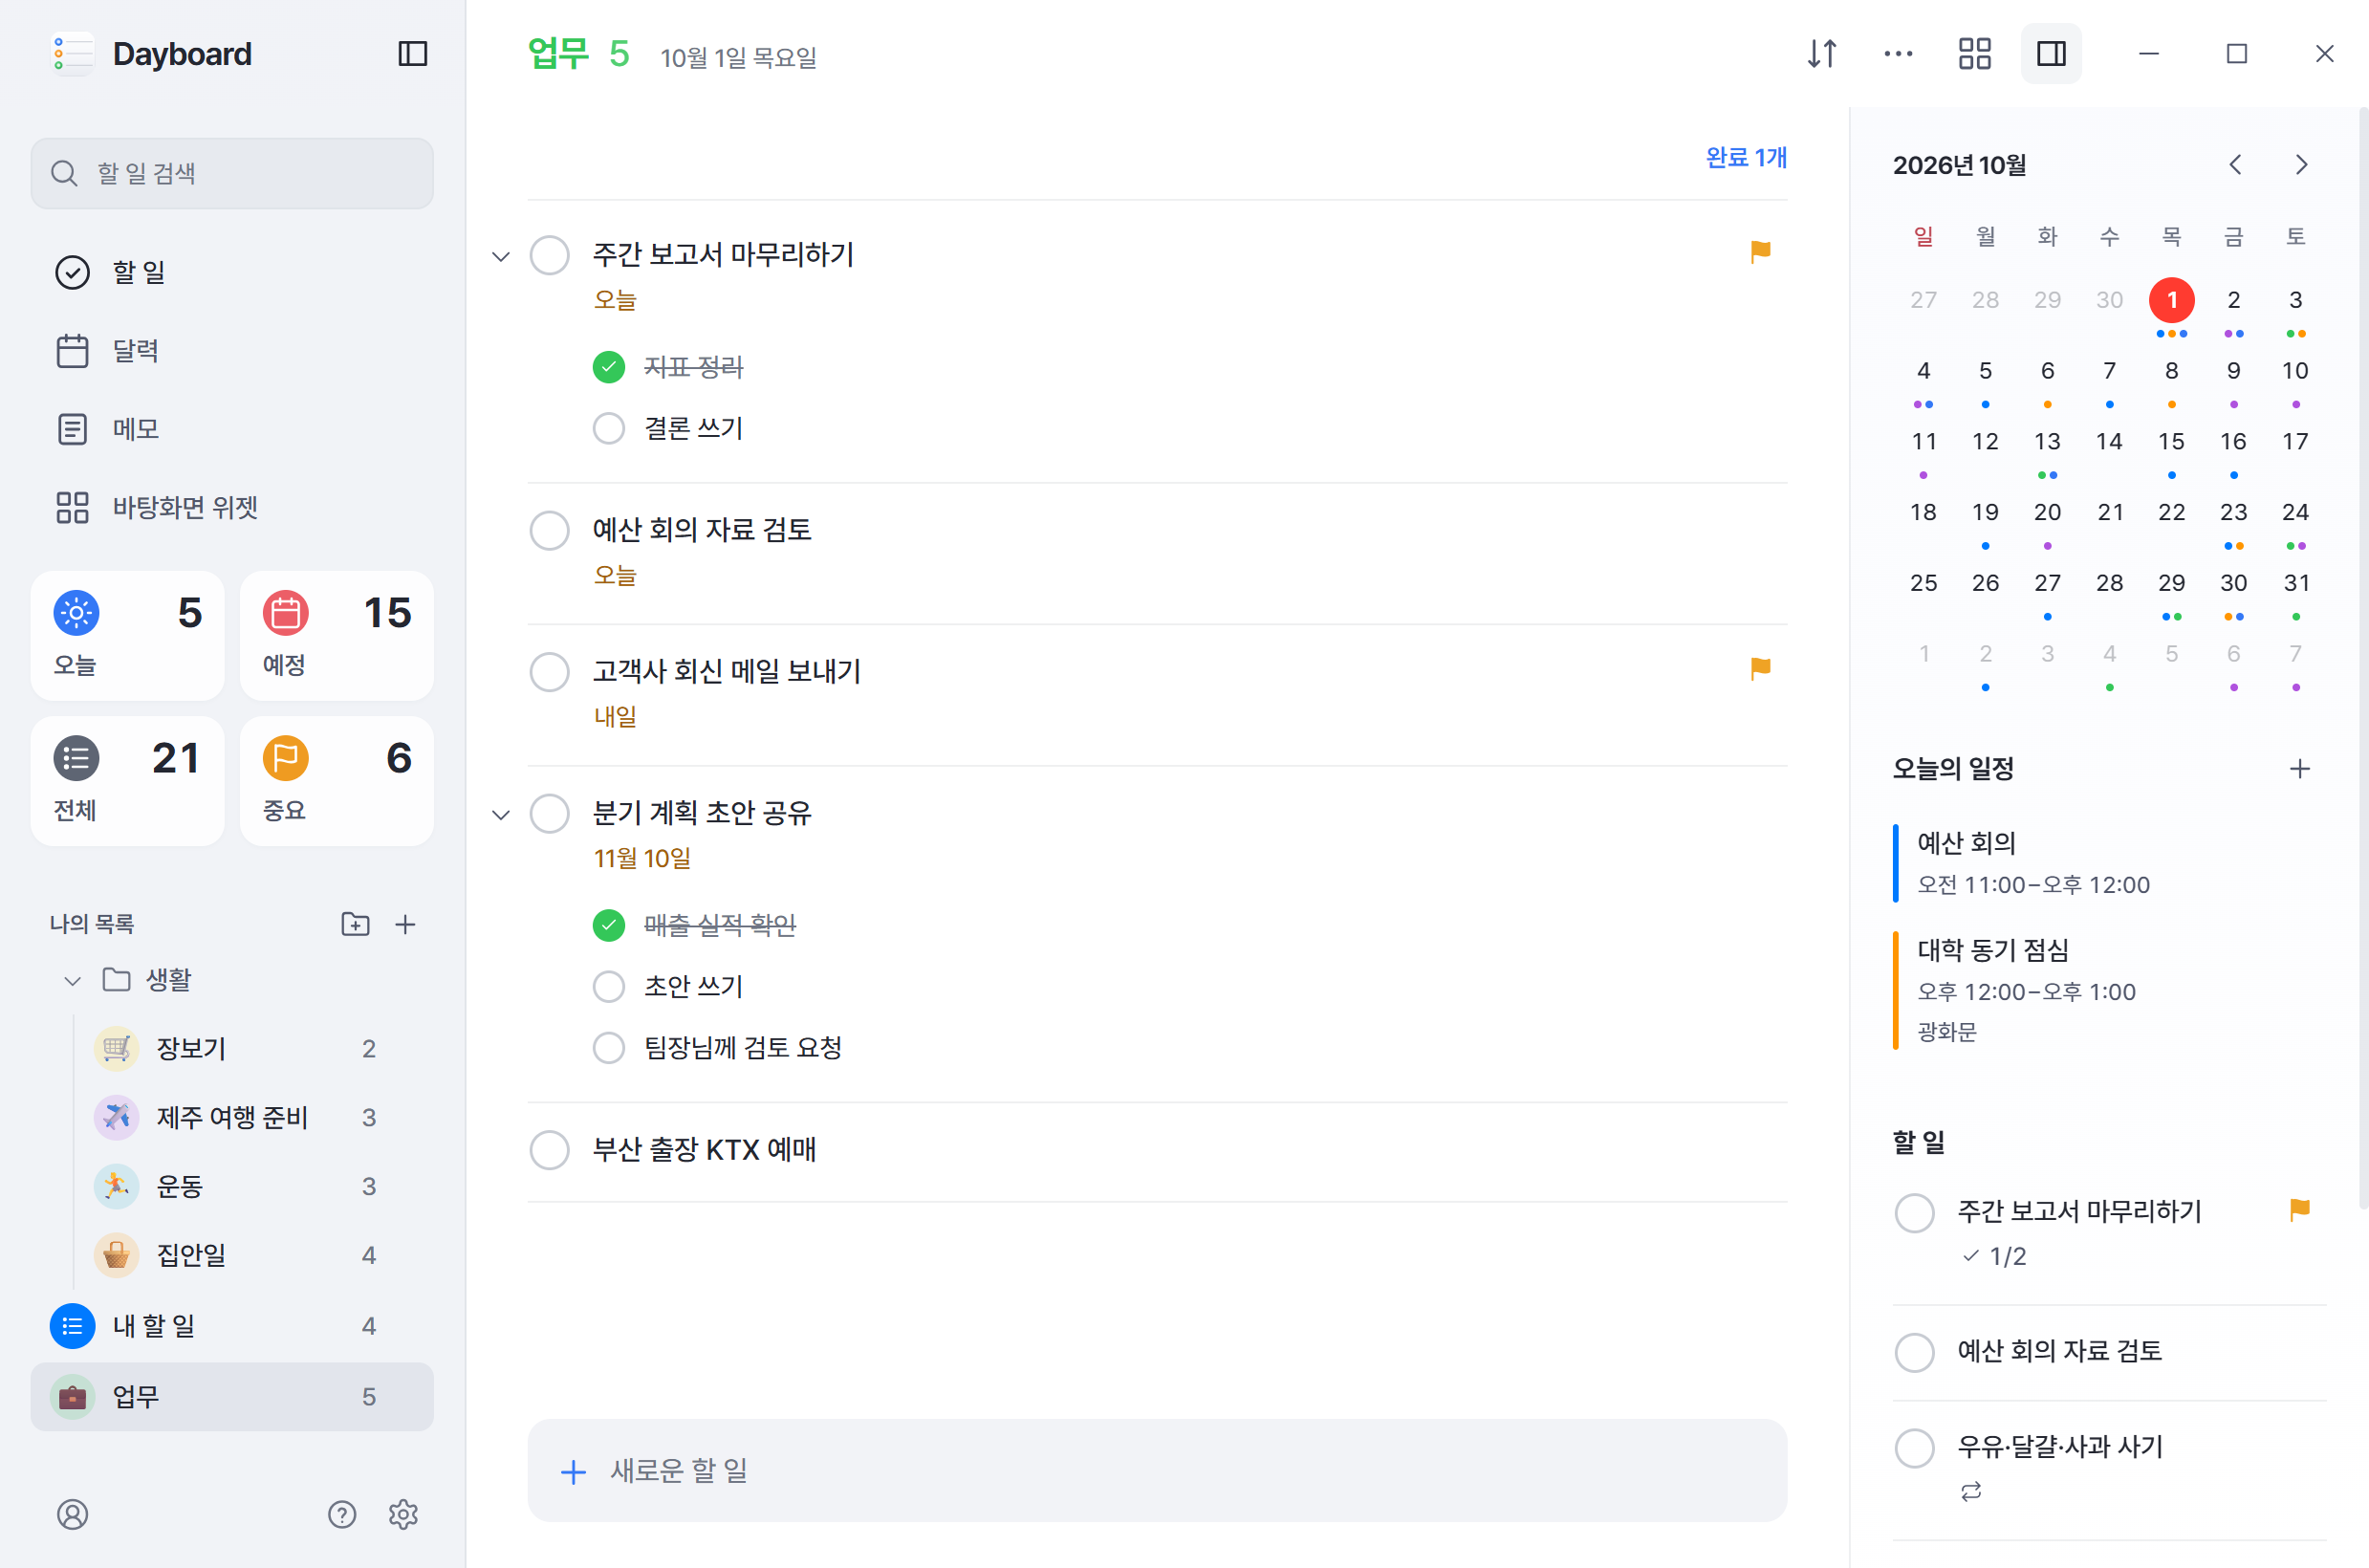 Dayboard
할 일 검색
할 일
달력
메모
바탕화면 위젯
5
오늘
15
예정
21
전체
6
중요
나의 목록
생활
장보기 2
제주 여행 준비 3
운동 3
집안일 4
내 할 일 4
업무 5
업무 5 10월 1일 목요일
완료 1개
주간 보고서 마무리하기
오늘
지표 정리
결론 쓰기
예산 회의 자료 검토
오늘
고객사 회신 메일 보내기
내일
분기 계획 초안 공유
11월 10일
매출 실적 확인
초안 쓰기
팀장님께 검토 요청
부산 출장 KTX 예매
새로운 할 일
2026년 10월
일 월 화 수 목 금 토
27 28 29 30 1 2 3
4 5 6 7 8 9 10
11 12 13 14 15 16 17
18 19 20 21 22 23 24
25 26 27 28 29 30 31
1 2 3 4 5 6 7
오늘의 일정
예산 회의
오전 11:00–오후 12:00
대학 동기 점심
오후 12:00–오후 1:00
광화문
할 일
주간 보고서 마무리하기
1/2
예산 회의 자료 검토
우유·달걀·사과 사기